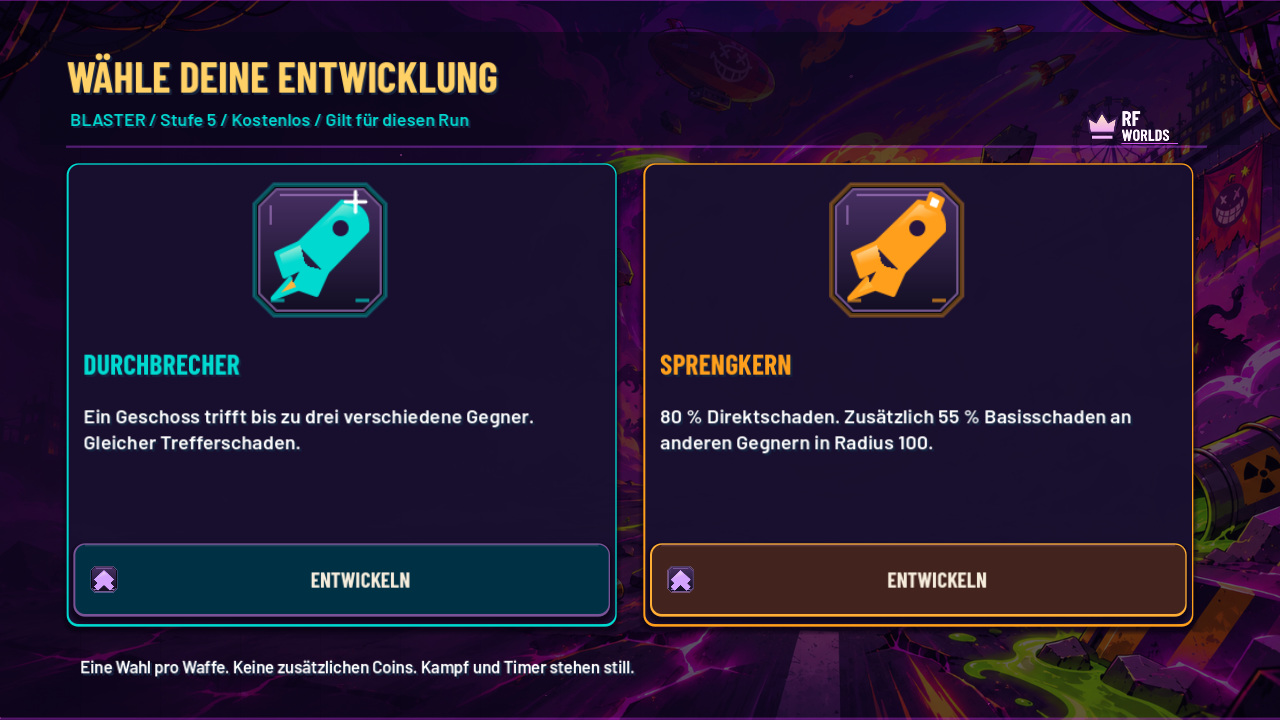 WÄHLE DEINE ENTWICKLUNG
BLASTER / Stufe 5 / Kostenlos / Gilt für diesen Run
RF
WORLDS
DURCHBRECHER
Ein Geschoss trifft bis zu drei verschiedene Gegner.
Gleicher Trefferschaden.
ENTWICKELN
SPRENGKERN
80 % Direktschaden. Zusätzlich 55 % Basisschaden an
anderen Gegnern in Radius 100.
ENTWICKELN
Eine Wahl pro Waffe. Keine zusätzlichen Coins. Kampf und Timer stehen still.